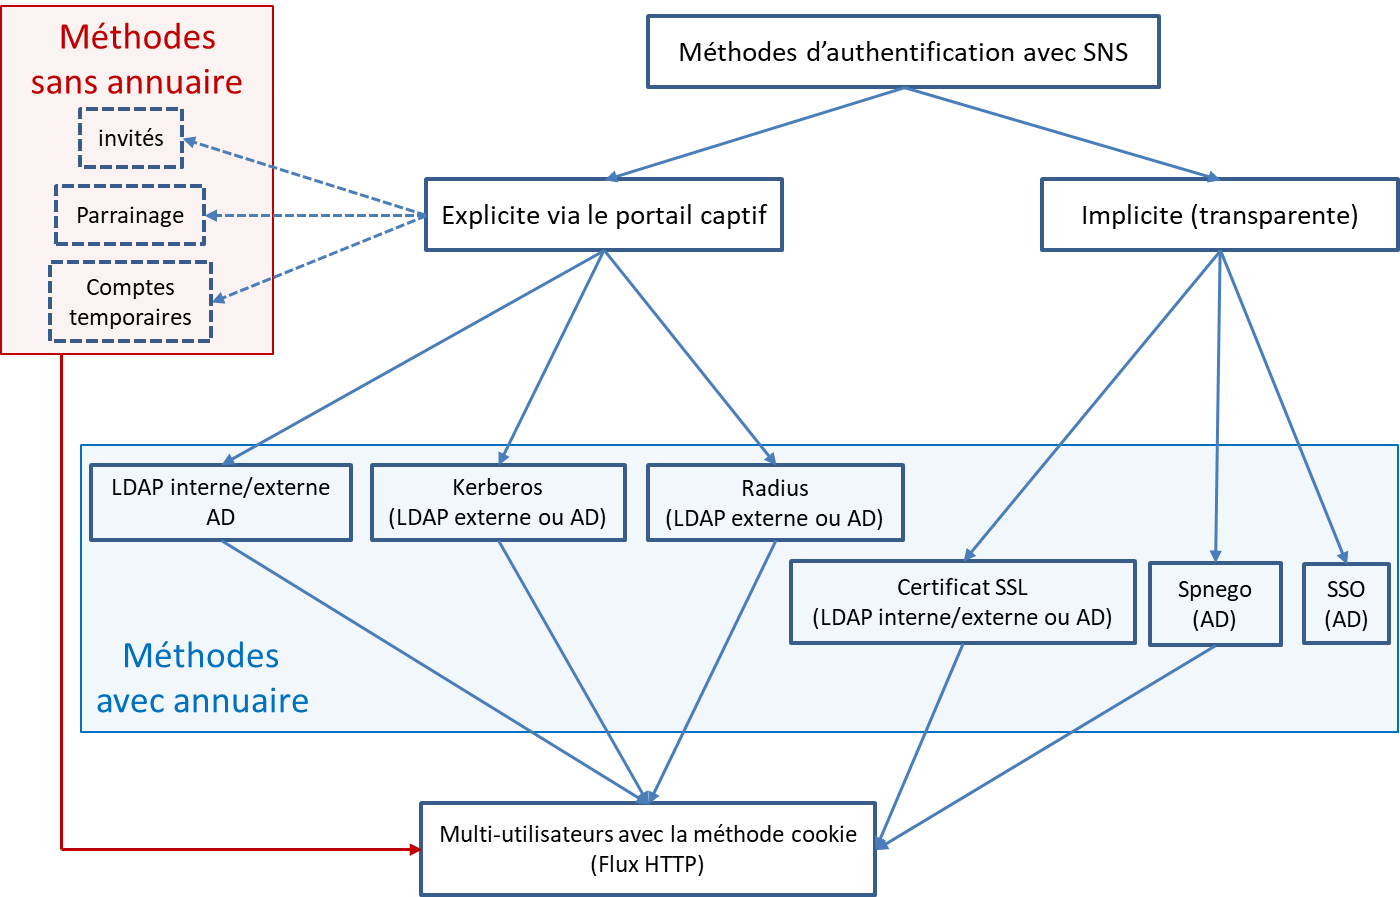 Méthodes
sans annuaire
invités
Parrainage
Comptes
temporaires
Méthodes d’authentification avec SNS
Explicite via le portail captif
Implicite (transparente)
LDAP interne/externe
AD
Kerberos
(LDAP externe ou AD)
Radius
(LDAP externe ou AD)
Certificat SSL
(LDAP interne/externe ou AD)
Spnego
(AD)
SSO
(AD)
Méthodes
avec annuaire
Multi-utilisateurs avec la méthode cookie
(Flux HTTP)